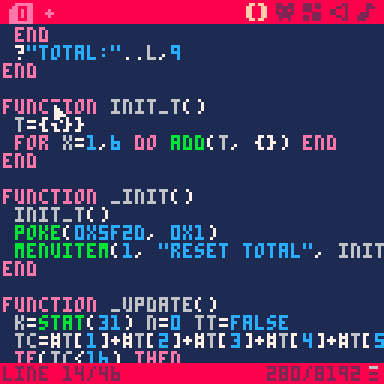 0 +
END
?"TOTAL:"..L,9
END
FUNCTION INIT_T()
T={{}}
FOR X=1,6 DO ADD(T, {}) END
END
FUNCTION _INIT()
INIT_T()
POKE(0X5F2D, 0X1)
MENUITEM(1, "RESET TOTAL", INIT
END
FUNCTION _UPDATE()
K=STAT(31) N=0 TT=FALSE
TC=#T[1]+#T[2]+#T[3]+#T[4]+#T[5
IF(TC<16) THEN
LINE 14/46 280/8192